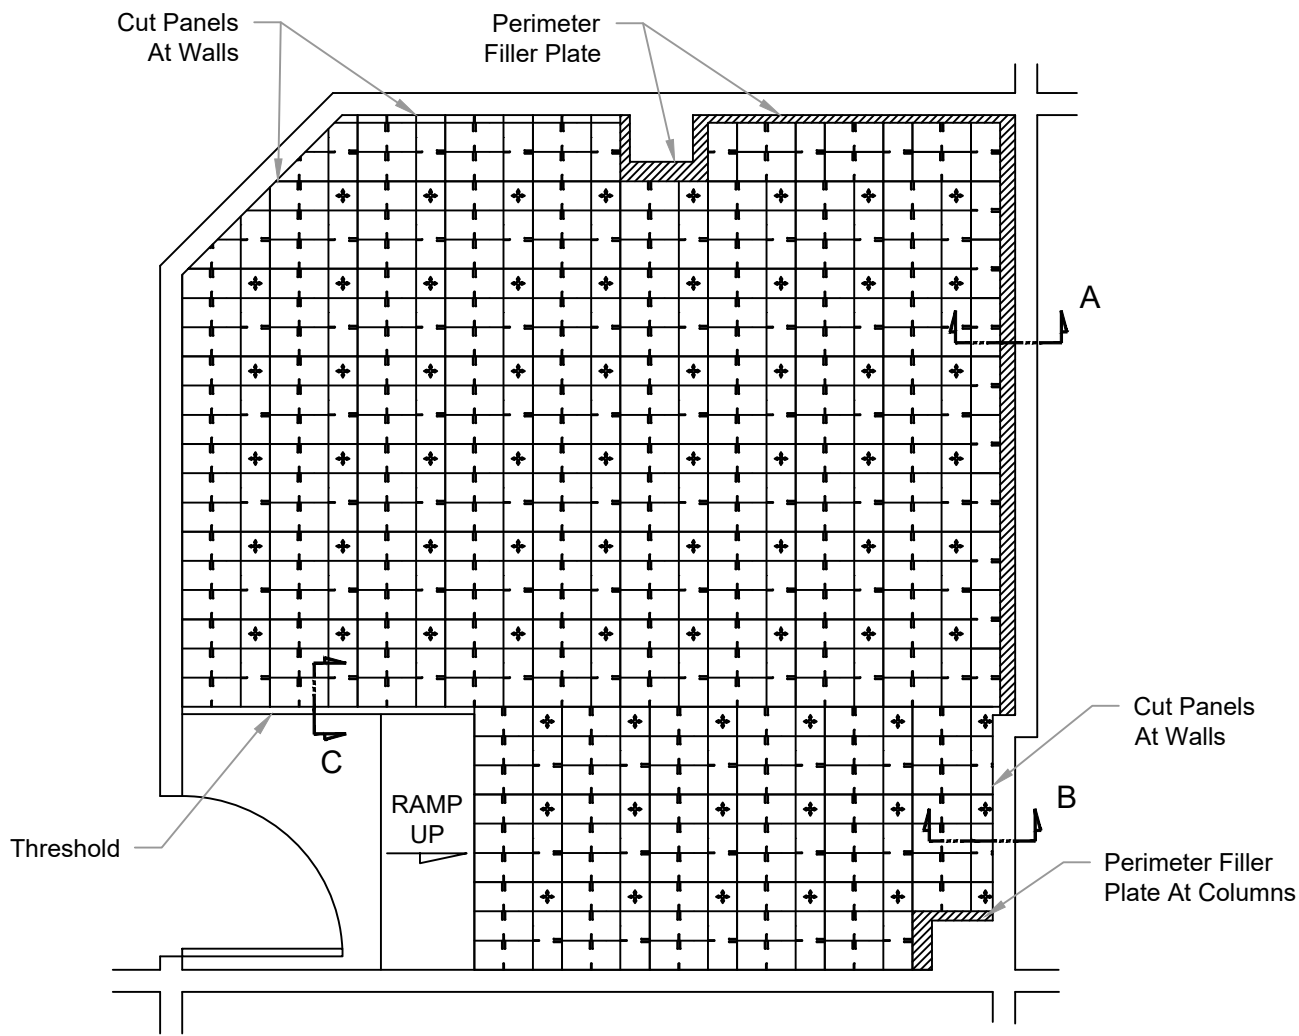 Cut Panels
At Walls
Perimeter
Filler Plate
A
Cut Panels
At Walls
C
B
RAMP
UP
Threshold
Perimeter Filler
Plate At Columns